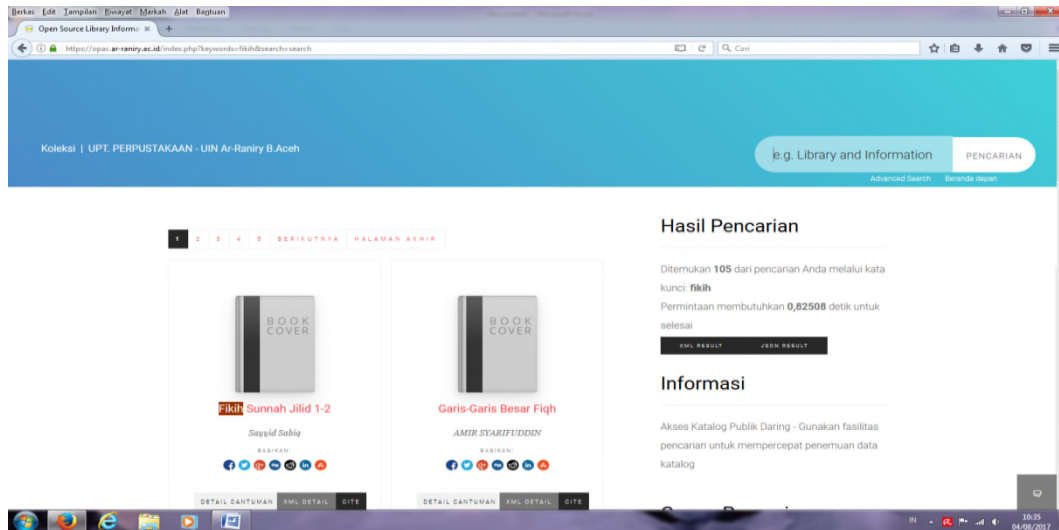 Berkas Edit Tampilan Riwayat Markah Alat Bantuan
Open Source Library Informa
https://opac.ar-raniry.ac.id/index.php?keywords=fikih&search=search
Cari
Koleksi | UPT. PERPUSTAKAAN - UIN Ar-Raniry B.Aceh
e.g. Library and Information
PENCARIAN
Advanced Search Beranda depan
1 2 3 4 5 BERIKUTNYA HALAMAN AKHIR
BOOK COVER
Fikih Sunnah Jilid 1-2
Sayyid Sabiq
BAGIKAN:
DETAIL CANTUMAN XML DETAIL CITE
BOOK COVER
Garis-Garis Besar Fiqh
AMIR SYARIFUDDIN
BAGIKAN:
DETAIL CANTUMAN XML DETAIL CITE
Hasil Pencarian
Ditemukan 105 dari pencarian Anda melalui kata
kunci: fikih
Permintaan membutuhkan 0,82508 detik untuk
selesai
XML RESULT JSON RESULT
Informasi
Akses Katalog Publik Daring - Gunakan fasilitas
pencarian untuk mempercepat penemuan data
katalog
IN
10:35
04/08/2017